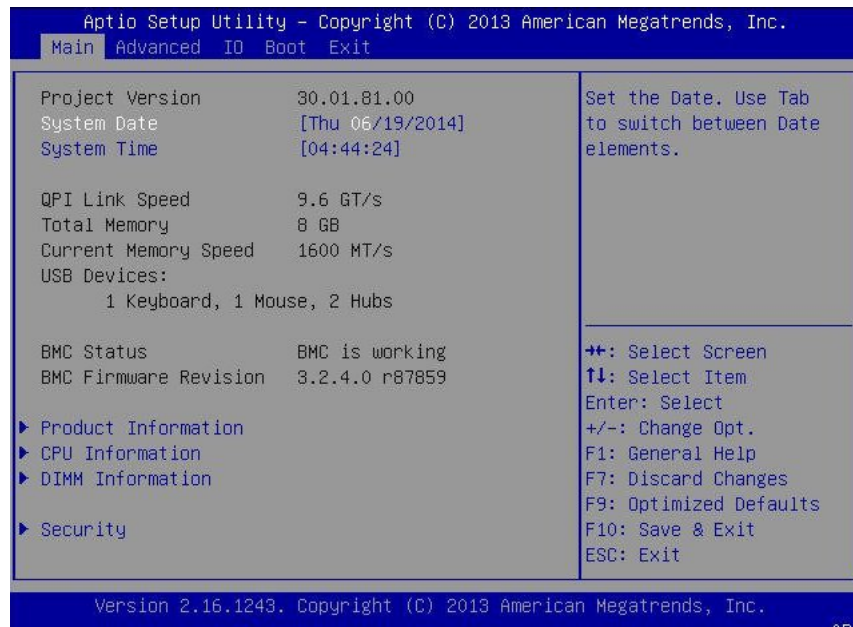 Aptio Setup Utility – Copyright (C) 2013 American Megatrends, Inc.
Main Advanced IO Boot Exit
Project Version 30.01.81.00
System Date [Thu 06/19/2014]
System Time [04:44:24]
QPI Link Speed 9.6 GT/s
Total Memory 8 GB
Current Memory Speed 1600 MT/s
USB Devices:
1 Keyboard, 1 Mouse, 2 Hubs
BMC Status BMC is working
BMC Firmware Revision 3.2.4.0 r87859
Product Information
CPU Information
DIMM Information
Security
Set the Date. Use Tab
to switch between Date
elements.
→←: Select Screen
↑↓: Select Item
Enter: Select
+/-: Change Opt.
F1: General Help
F7: Discard Changes
F9: Optimized Defaults
F10: Save & Exit
ESC: Exit
Version 2.16.1243. Copyright (C) 2013 American Megatrends, Inc.